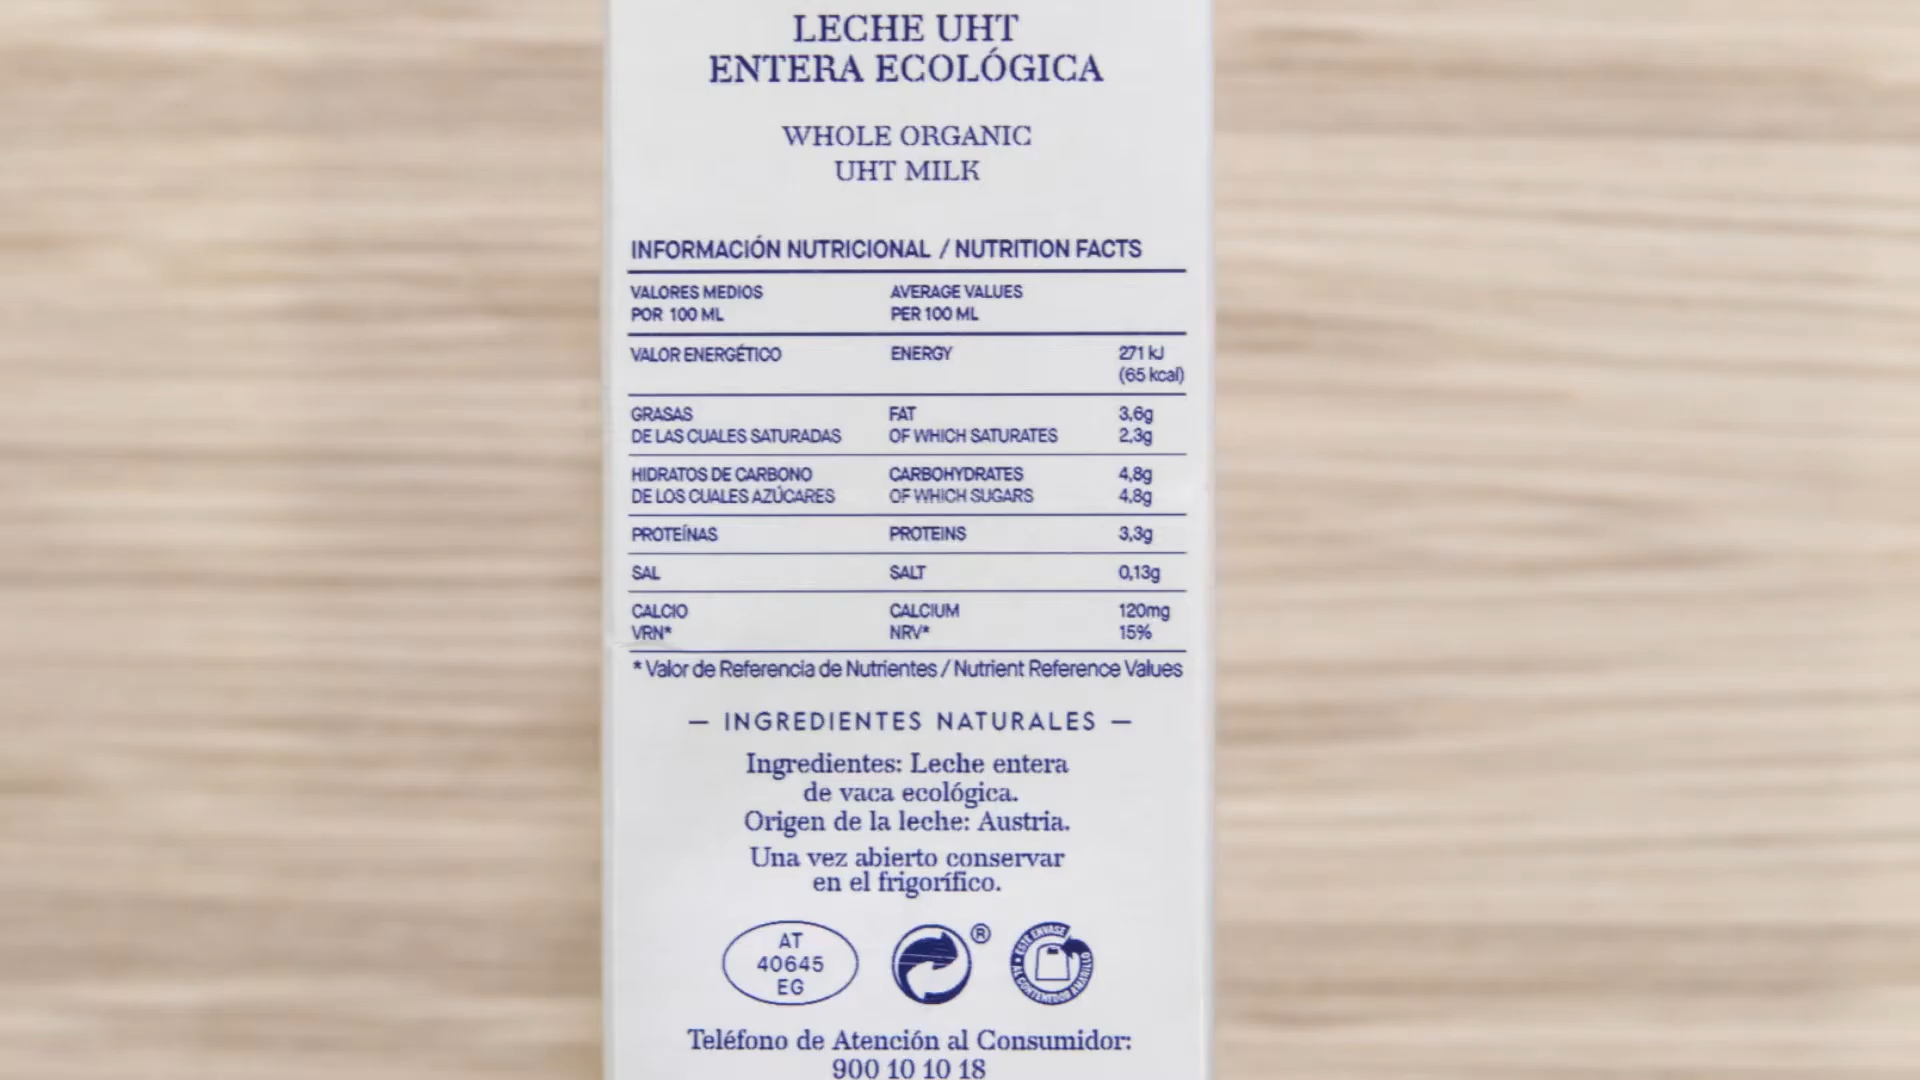 LECHE UHT
ENTERA ECOLÓGICA
WHOLE ORGANIC
UHT MILK
INFORMACIÓN NUTRICIONAL / NUTRITION FACTS
VALORES MEDIOS AVERAGE VALUES
POR 100 ML PER 100 ML
VALOR ENERGÉTICO ENERGY 271 kJ
(65 kcal)
GRASAS FAT 3,6g
DE LAS CUALES SATURADAS OF WHICH SATURATES 2,3g
HIDRATOS DE CARBONO CARBOHYDRATES 4,8g
DE LOS CUALES AZÚCARES OF WHICH SUGARS 4,8g
PROTEÍNAS PROTEINS 3,3g
SAL SALT 0,13g
CALCIO CALCIUM 120mg
VRN* NRV* 15%
* Valor de Referencia de Nutrientes / Nutrient Reference Values
— INGREDIENTES NATURALES —
Ingredientes: Leche entera
de vaca ecológica.
Origen de la leche: Austria.
Una vez abierto conservar
en el frigorífico.
AT
40645
EG
®
ESTE ENVASE
AL CONTENEDOR AMARILLO
Teléfono de Atención al Consumidor:
900 10 10 18